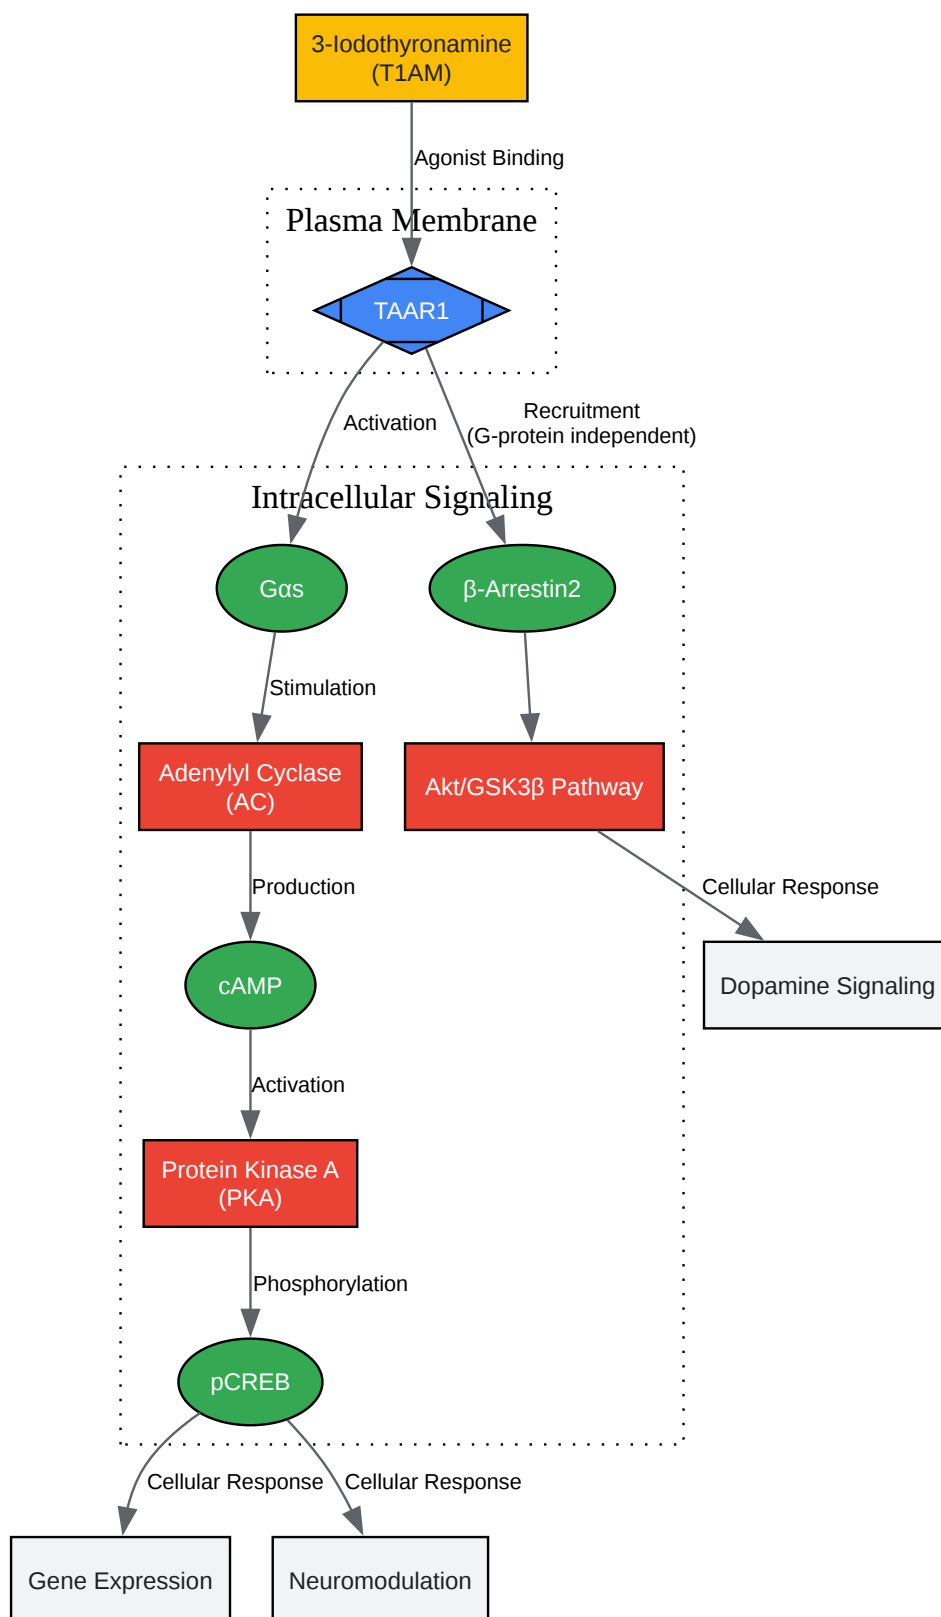 3-Iodothyronamine
(T1AM)
Agonist Binding
Plasma Membrane
TAAR1
Activation
Recruitment
(G-protein independent)
Intracellular Signaling
Gαs
β-Arrestin2
Stimulation
Adenylyl Cyclase
(AC)
Akt/GSK3β Pathway
Production
Cellular Response
cAMP
Dopamine Signaling
Activation
Protein Kinase A
(PKA)
Phosphorylation
pCREB
Cellular Response
Cellular Response
Gene Expression
Neuromodulation